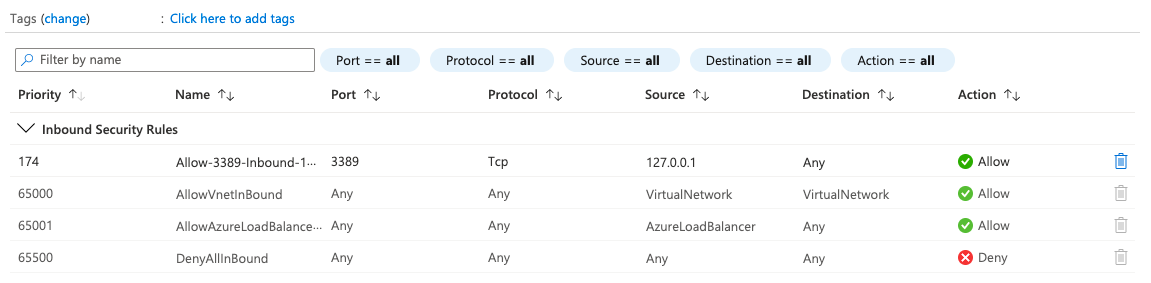 Tags (change) : Click here to add tags
Filter by name Port == all Protocol == all Source == all Destination == all Action == all
Priority ↑↓ Name ↑↓ Port ↑↓ Protocol ↑↓ Source ↑↓ Destination ↑↓ Action ↑↓
Inbound Security Rules
174 Allow-3389-Inbound-1... 3389 Tcp 127.0.0.1 Any Allow
65000 AllowVnetInBound Any Any VirtualNetwork VirtualNetwork Allow
65001 AllowAzureLoadBalance... Any Any AzureLoadBalancer Any Allow
65500 DenyAllInBound Any Any Any Any Deny